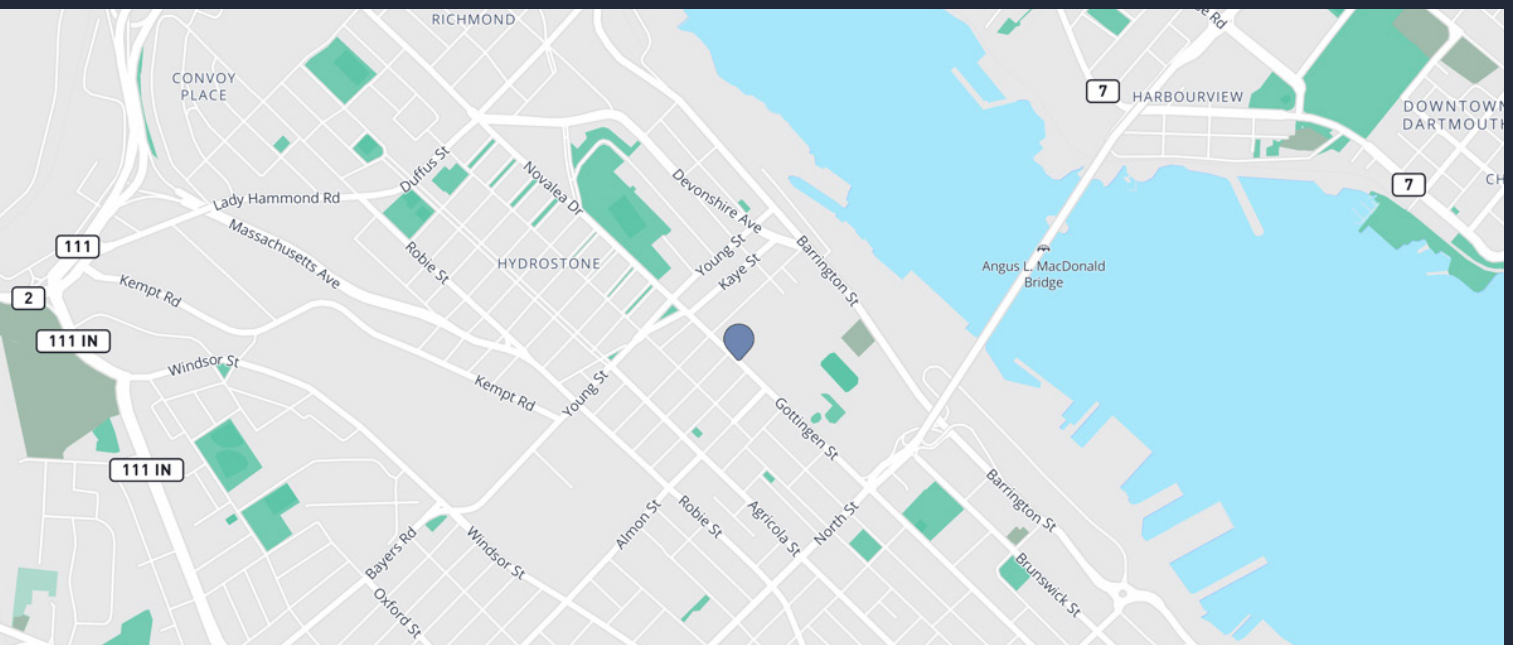 RICHMOND
se Rd
CONVOY
PLACE
7
HARBOURVIEW
DOWNTOWN
DARTMOUTH
Duffus St
Novalea Dr
Devonshire Ave
7
CH
Lady Hammond Rd
Massachusetts Ave
Robie St
111
HYDROSTONE
Young St
Kaye St
Barrington St
Angus L. MacDonald
Bridge
Kempt Rd
2
111 IN
Windsor St
Kempt Rd
Young St
Gottingen St
111 IN
Barrington St
Almon St
Robie St
Agricola St
North St
Bayers Rd
Windsor St
Brunswick St
Oxford St